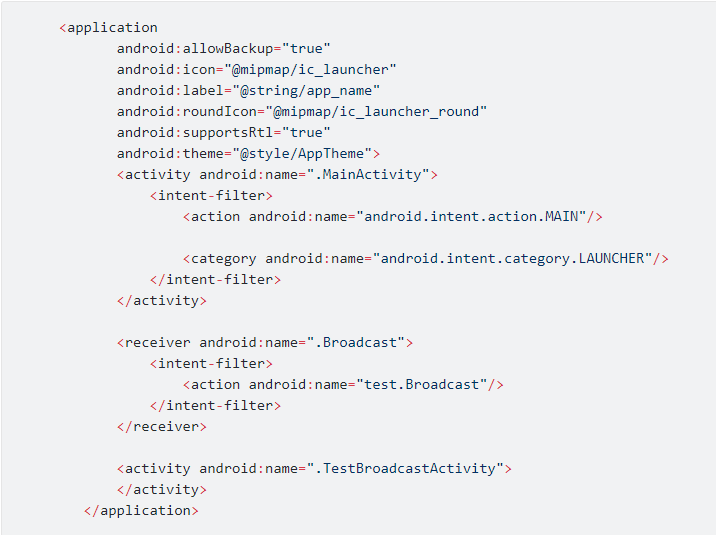 <application
android:allowBackup="true"
android:icon="@mipmap/ic_launcher"
android:label="@string/app_name"
android:roundIcon="@mipmap/ic_launcher_round"
android:supportsRtl="true"
android:theme="@style/AppTheme">
<activity android:name=".MainActivity">
<intent-filter>
<action android:name="android.intent.action.MAIN"/>
<category android:name="android.intent.category.LAUNCHER"/>
</intent-filter>
</activity>
<receiver android:name=".Broadcast">
<intent-filter>
<action android:name="test.Broadcast"/>
</intent-filter>
</receiver>
<activity android:name=".TestBroadcastActivity">
</activity>
</application>